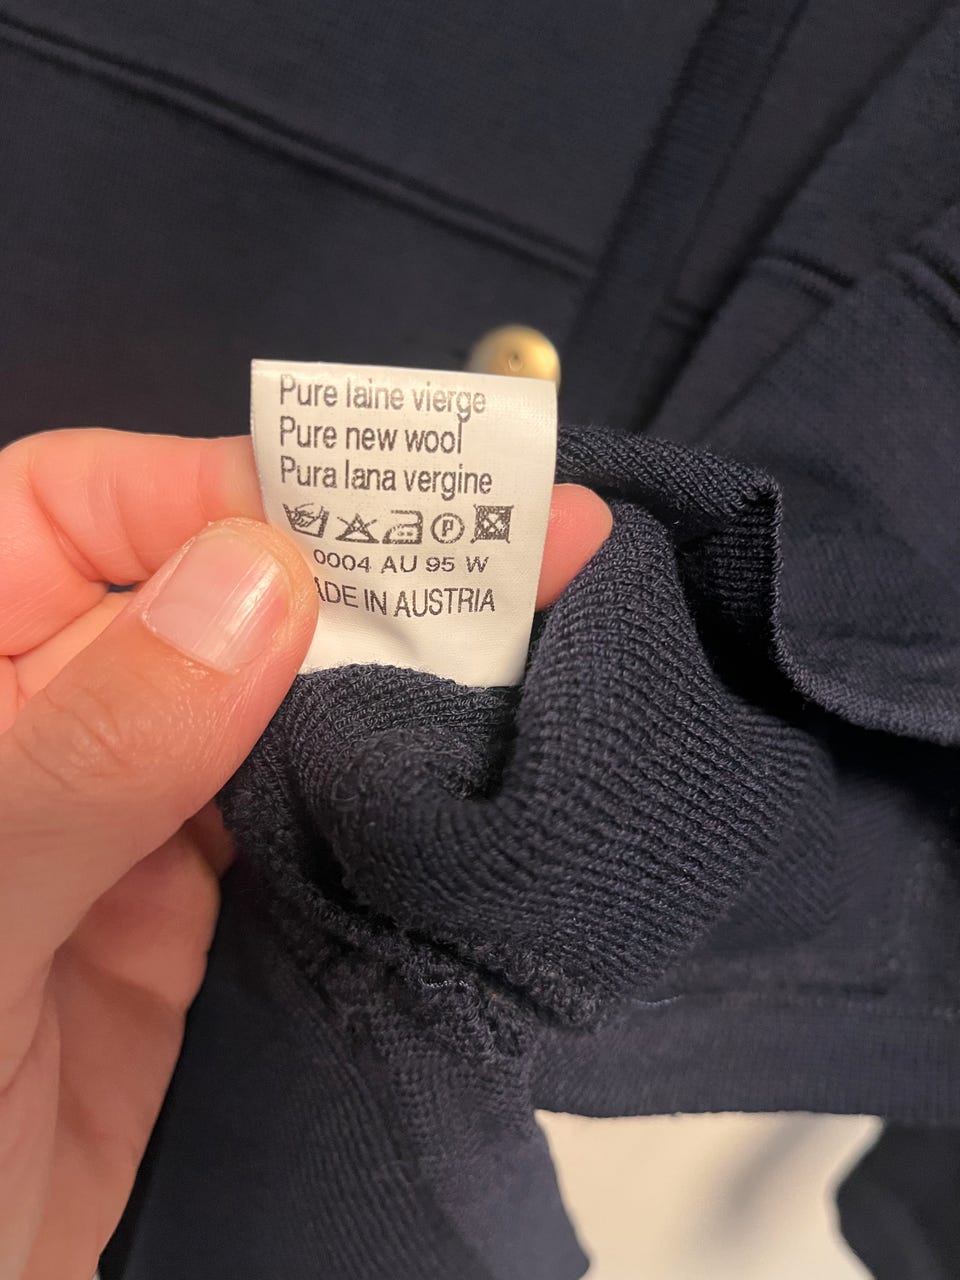 Pure laine vierge
Pure new wool
Pura lana vergine
P
0004 AU 95 W
ADE IN AUSTRIA